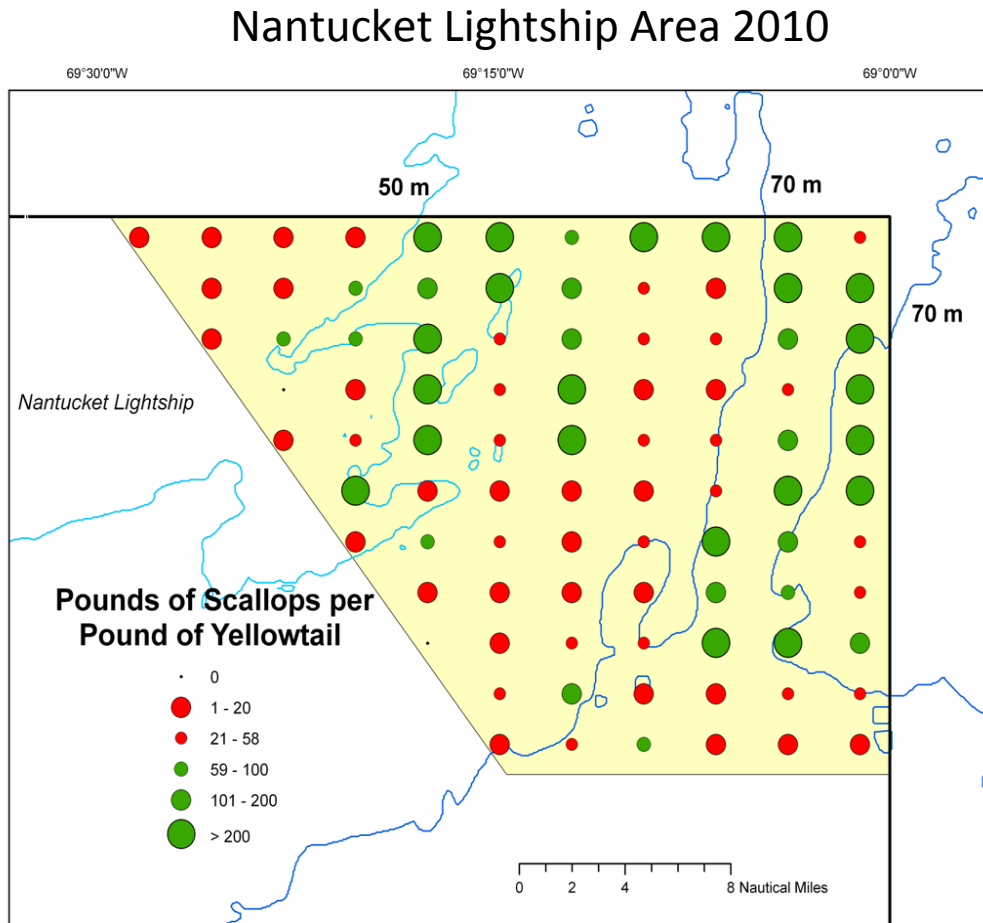 Nantucket Lightship Area 2010
69°30'0"W 69°15'0"W 69°0'0"W
50 m 70 m
70 m
Nantucket Lightship
Pounds of Scallops per
Pound of Yellowtail
0
1 - 20
21 - 58
59 - 100
101 - 200
> 200
0 2 4 8 Nautical Miles